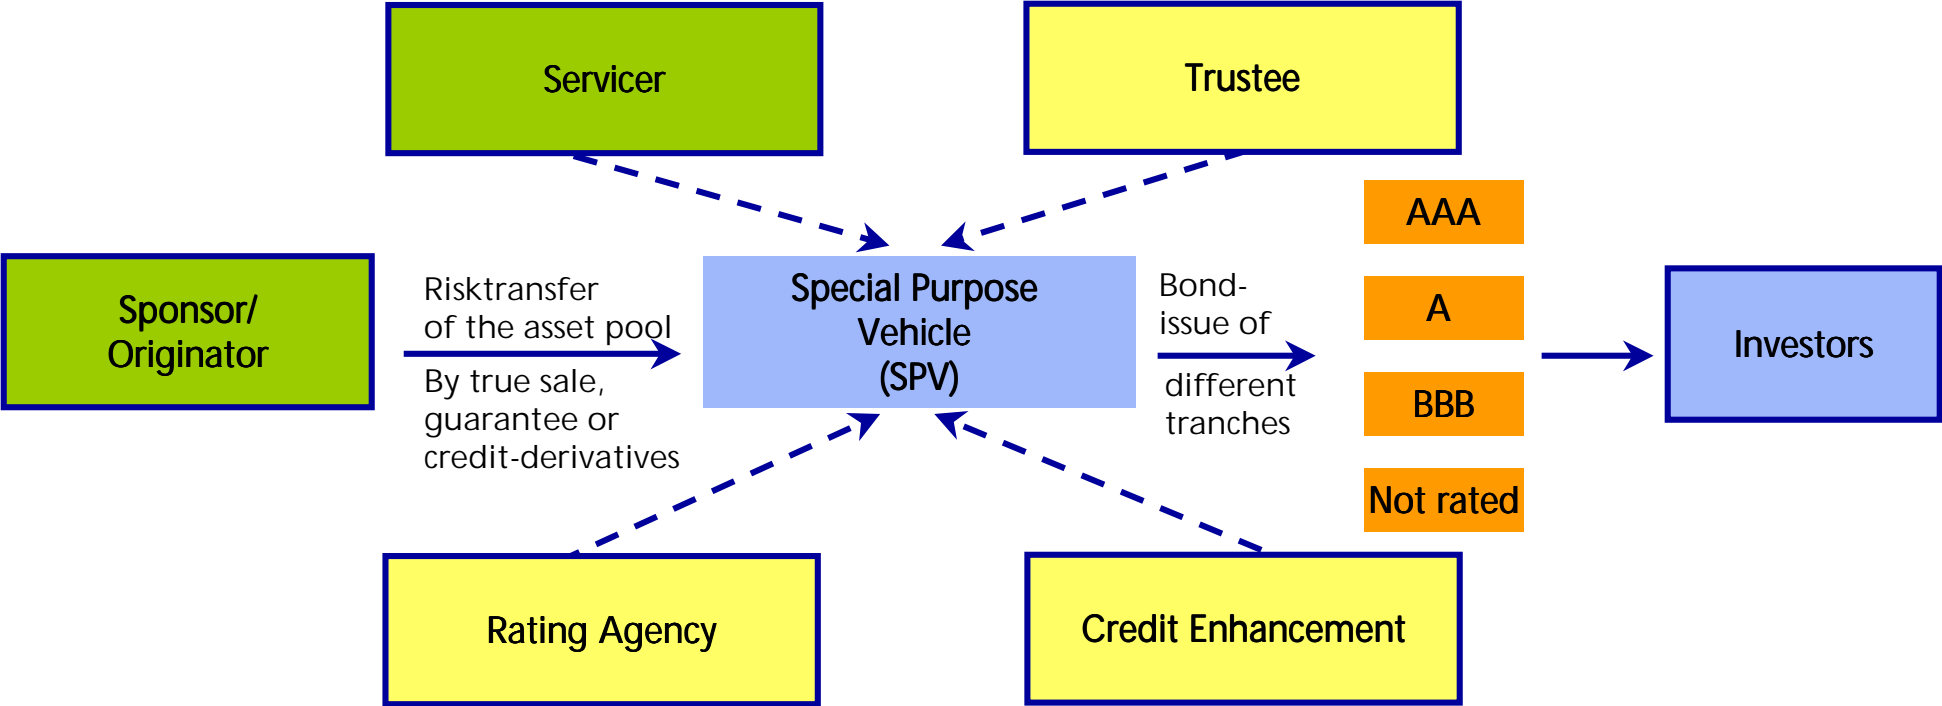 Servicer
Trustee
Sponsor/
Originator
Risktransfer
of the asset pool
By true sale,
guarantee or
credit-derivatives
Special Purpose
Vehicle
(SPV)
Bond-
issue of
different
tranches
AAA
A
BBB
Not rated
Investors
Rating Agency
Credit Enhancement